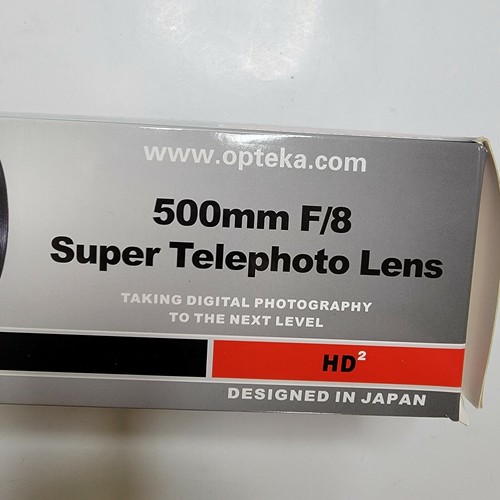 www.opteka.com
500mm F/8
Super Telephoto Lens
TAKING DIGITAL PHOTOGRAPHY
TO THE NEXT LEVEL
HD²
DESIGNED IN JAPAN